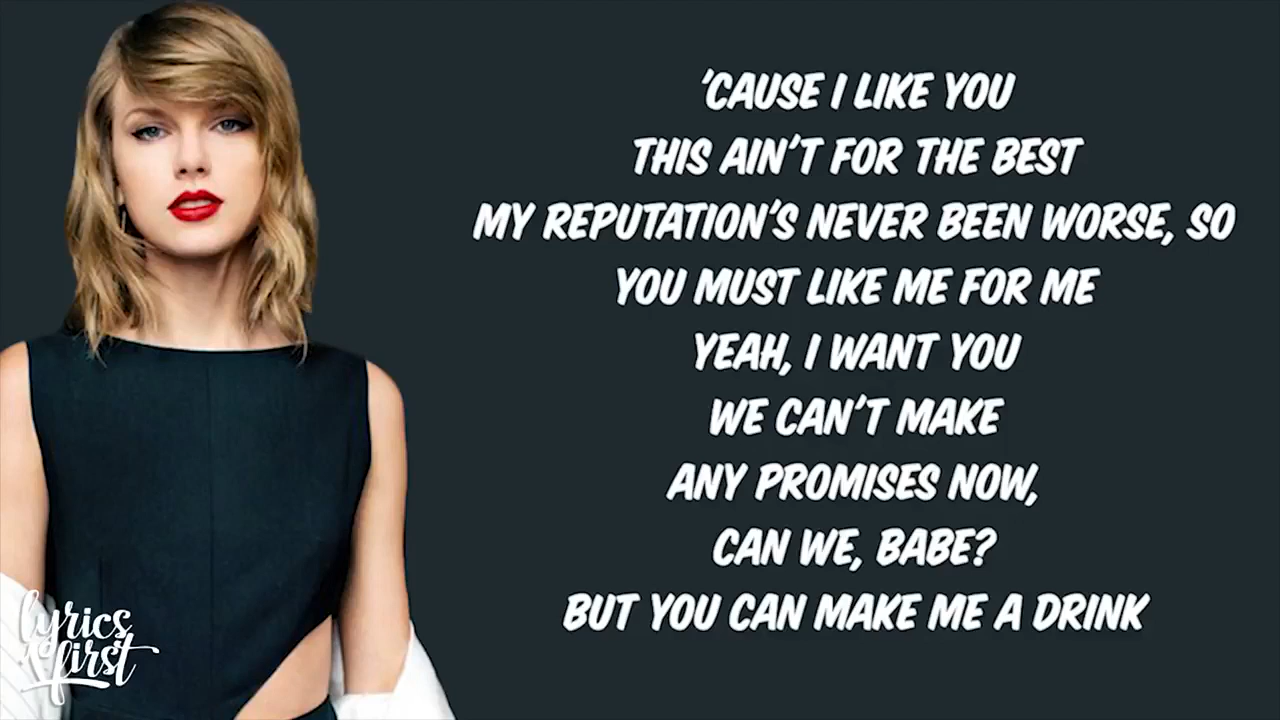 'CAUSE I LIKE YOU
THIS AIN'T FOR THE BEST
MY REPUTATION'S NEVER BEEN WORSE, SO
YOU MUST LIKE ME FOR ME
YEAH, I WANT YOU
WE CAN'T MAKE
ANY PROMISES NOW,
CAN WE, BABE?
BUT YOU CAN MAKE ME A DRINK
lyrics
first